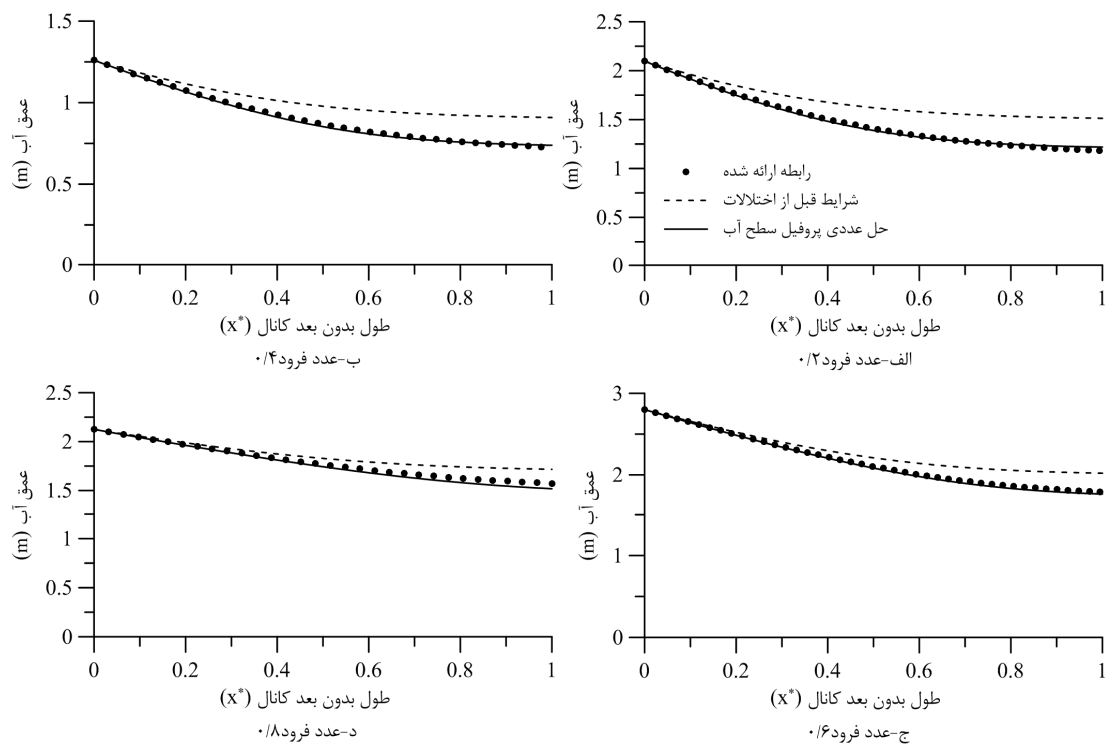 2.5
2
1.5
1
0.5
0
عمق آب (m)
رابطه ارائه شده
شرایط قبل از اختلالات
حل عددی پروفیل سطح آب
0 0.2 0.4 0.6 0.8 1
طول بدون بعد کانال (x*)
الف-عدد فرود۰/۲
1.5
1
0.5
0
عمق آب (m)
0 0.2 0.4 0.6 0.8 1
طول بدون بعد کانال (x*)
ب-عدد فرود۰/۴
3
2
1
0
عمق آب (m)
0 0.2 0.4 0.6 0.8 1
طول بدون بعد کانال (x*)
ج-عدد فرود۰/۶
2.5
2
1.5
1
0.5
0
عمق آب (m)
0 0.2 0.4 0.6 0.8 1
طول بدون بعد کانال (x*)
د-عدد فرود۰/۸